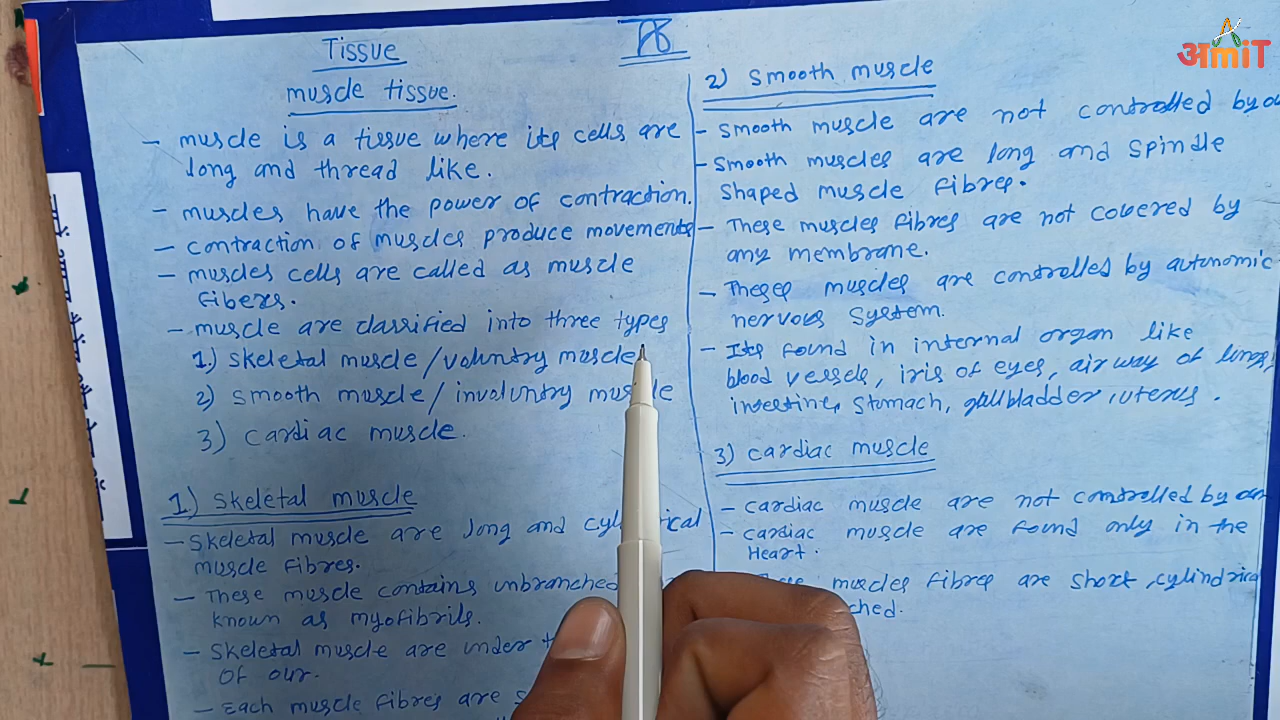 Tissue
muscle tissue.
- muscle is a tissue where its cells are
long and thread like.
- muscles have the power of contraction.
- contraction of muscles produce movements
- muscles cells are called as muscle
fibers.
- muscle are classified into three types
1.) skeletal muscle/voluntry muscle
2) smooth muscle/involuntry muscle
3) cardiac muscle.
1) skeletal muscle
- skeletal muscle are long and
muscle fibres.
- These muscle contains unbranched
known as myofibrils.
- skeletal muscle are under
of our.
- Each muscle fibres are
2) smooth muscle
- smooth muscle are not controlled by
- smooth muscles are long and spindle
shaped muscle fibres.
- These muscles fibres are not covered by
any membrane.
- Theses muscles are controlled by autonomic
nervous system.
- Its found in internal organ like
blood vessels, iris of eyes, air way of lungs,
intestine, stomach, gallbladder, uterus.
3) cardiac muscle
- cardiac muscle are not controlled by
- cardiac muscle are found only in the
Heart.
muscles fibres are short, cylindrical
अmiT